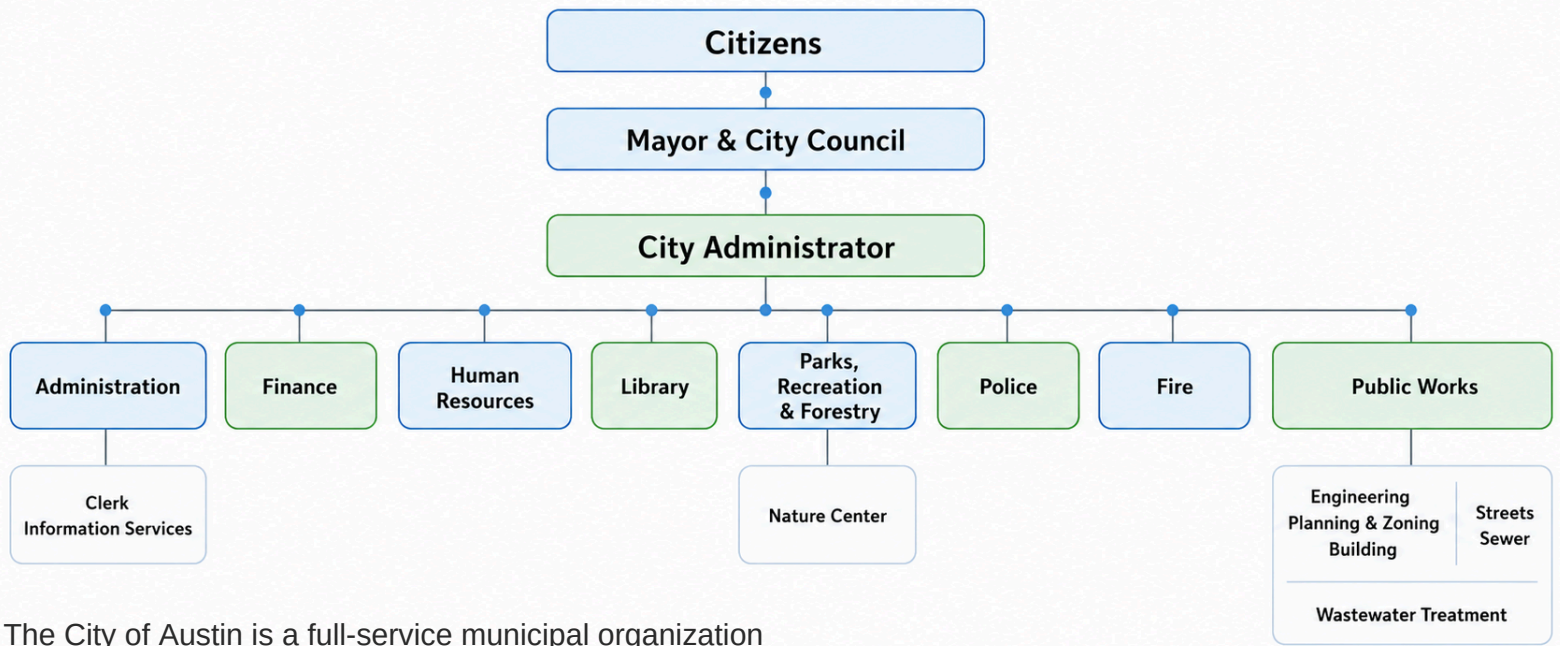 Citizens
Mayor & City Council
City Administrator
Administration
Finance
Human
Resources
Library
Parks,
Recreation
& Forestry
Police
Fire
Public Works
Clerk
Information Services
Nature Center
Engineering
Planning & Zoning
Building
Streets
Sewer
Wastewater Treatment
The City of Austin is a full-service municipal organization